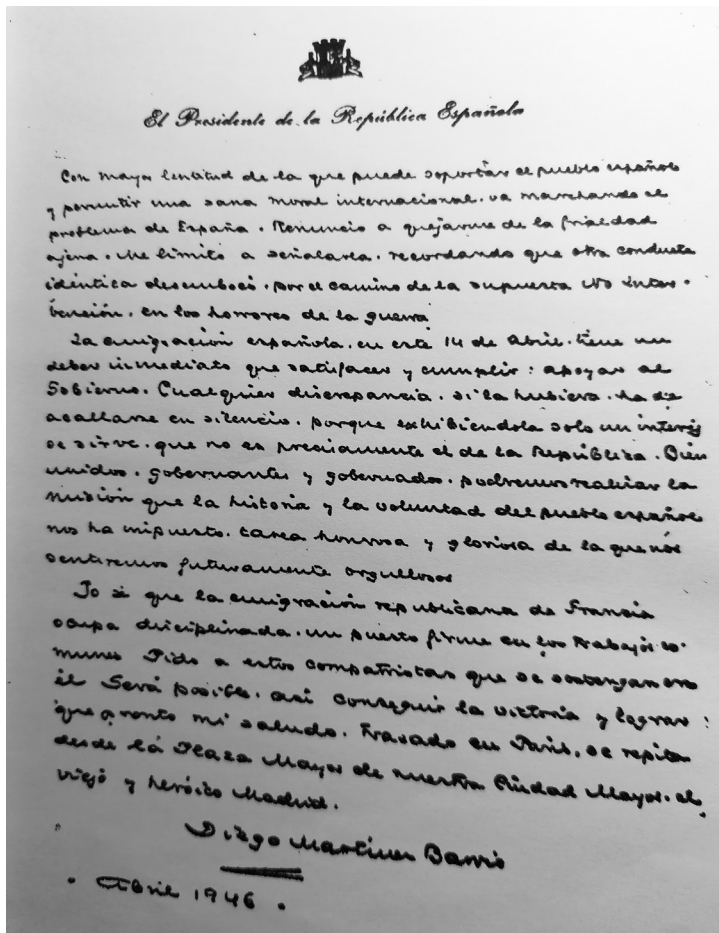 El Presidente de la República Española
Con mayor lentitud de la que puede soportar el pueblo español
y permitir una sana moral internacional. va marchando el
problema de España. Renuncio a quejarme de la frialdad
ajena. Me limito a señalarla. recordando que otra conducta
idéntica desembocó. por el camino de la supuesta No Inter-
vención. en los horrores de la guerra
La emigración española. en este 14 de Abril. tiene un
deber inmediato que satisfacer y cumplir: apoyar al
Gobierno. Cualquier discrepancia. si la hubiera. ha de
acallarse en silencio. porque exhibiéndola solo un interés
se sirve. que no es precisamente el de la República. Bien
unidos. gobernantes y gobernados. podremos realizar la
misión que la historia y la voluntad del pueblo español
nos ha impuesto. tarea honrosa y gloriosa de la que nos
sentiremos futuramente orgullosos
Yo sé que la emigración republicana de Francia
ocupa disciplinada. un puesto firme en los trabajos co-
munes Pido a estos compatriotas que se sostengan en
él Será posible. así conseguir la victoria y lograr:
que pronto mi saludo. trazado en París, se repita
desde la Plaza Mayor de nuestra Ciudad Mayor. el
viejo y heróico Madrid.
Diego Martínez Barrio
Abril 1946.